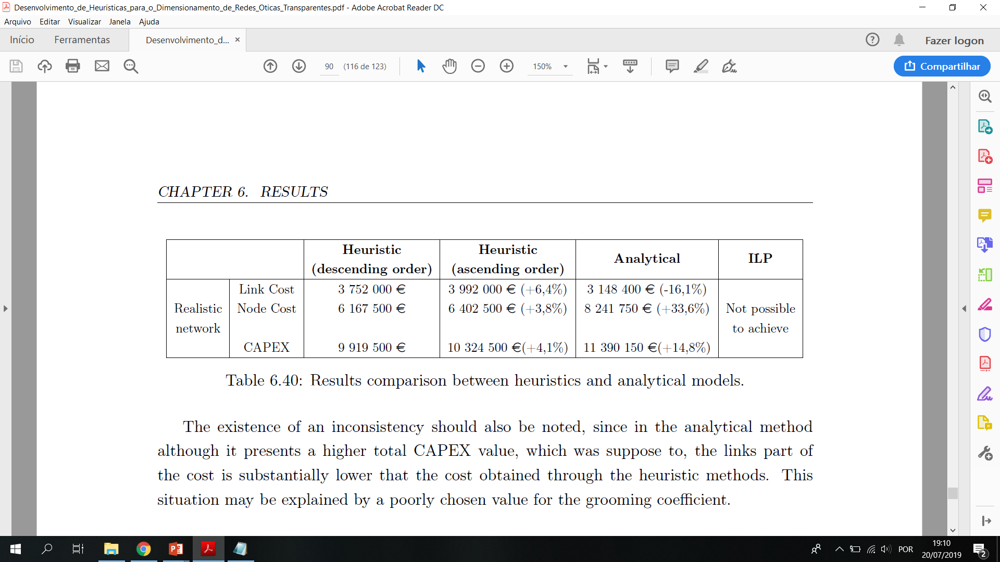 Desenvolvimento_de_Heuristicas_para_o_Dimensionamento_de_Redes_Oticas_Transparentes.pdf - Adobe Acrobat Reader DC
Arquivo Editar Visualizar Janela Ajuda
Início Ferramentas Desenvolvimento_d... × ? Fazer logon
90 (116 de 123) 150% Compartilhar
CHAPTER 6. RESULTS
Heuristic (descending order) Heuristic (ascending order) Analytical ILP
Link Cost 3 752 000 € 3 992 000 € (+6,4%) 3 148 400 € (-16,1%)
Realistic Node Cost 6 167 500 € 6 402 500 € (+3,8%) 8 241 750 € (+33,6%) Not possible
network to achieve
CAPEX 9 919 500 € 10 324 500 €(+4,1%) 11 390 150 €(+14,8%)
Table 6.40: Results comparison between heuristics and analytical models.
The existence of an inconsistency should also be noted, since in the analytical method
although it presents a higher total CAPEX value, which was suppose to, the links part of
the cost is substantially lower that the cost obtained through the heuristic methods. This
situation may be explained by a poorly chosen value for the grooming coefficient.
POR 19:10
20/07/2019 2